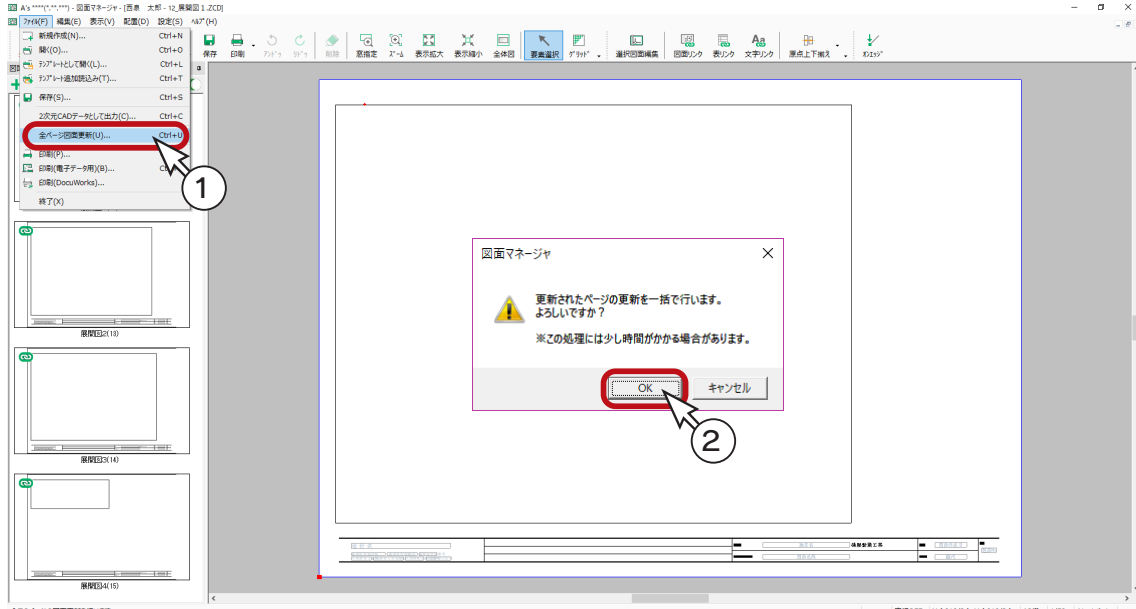 A's ****(*.**.***) - 図面マネージャ - [西泉 太郎 - 12_展開図1.ZCD]
ﾌｧｲﾙ(F) 編集(E) 表示(V) 配置(D) 設定(S) ﾍﾙﾌﾟ(H)
新規作成(N)... Ctrl+N
開く(O)... Ctrl+O
ﾃﾝﾌﾟﾚｰﾄとして開く(L)... Ctrl+L
ﾃﾝﾌﾟﾚｰﾄ追加読込み(T)... Ctrl+T
保存(S)... Ctrl+S
2次元CADデータとして出力(C)... Ctrl+C
全ページ図面更新(U)... Ctrl+U
印刷(P)...
印刷(電子データ用)(B)...
印刷(DocuWorks)...
終了(X)
保存 印刷 ｱﾝﾄﾞｩ ﾘﾄﾞｩ 削除 窓指定 ｽﾞｰﾑ 表示拡大 表示縮小 全体図 要素選択 ｸﾞﾘｯﾄﾞ 選択図面編集 図面リンク 表リンク 文字リンク 原点上下揃え ｵﾝｴｯｼﾞ
1
展開図2(13)
展開図3(14)
展開図4(15)
図面マネージャ
更新されたページの更新を一括で行います。
よろしいですか？
※この処理には少し時間がかかる場合があります。
OK キャンセル
2